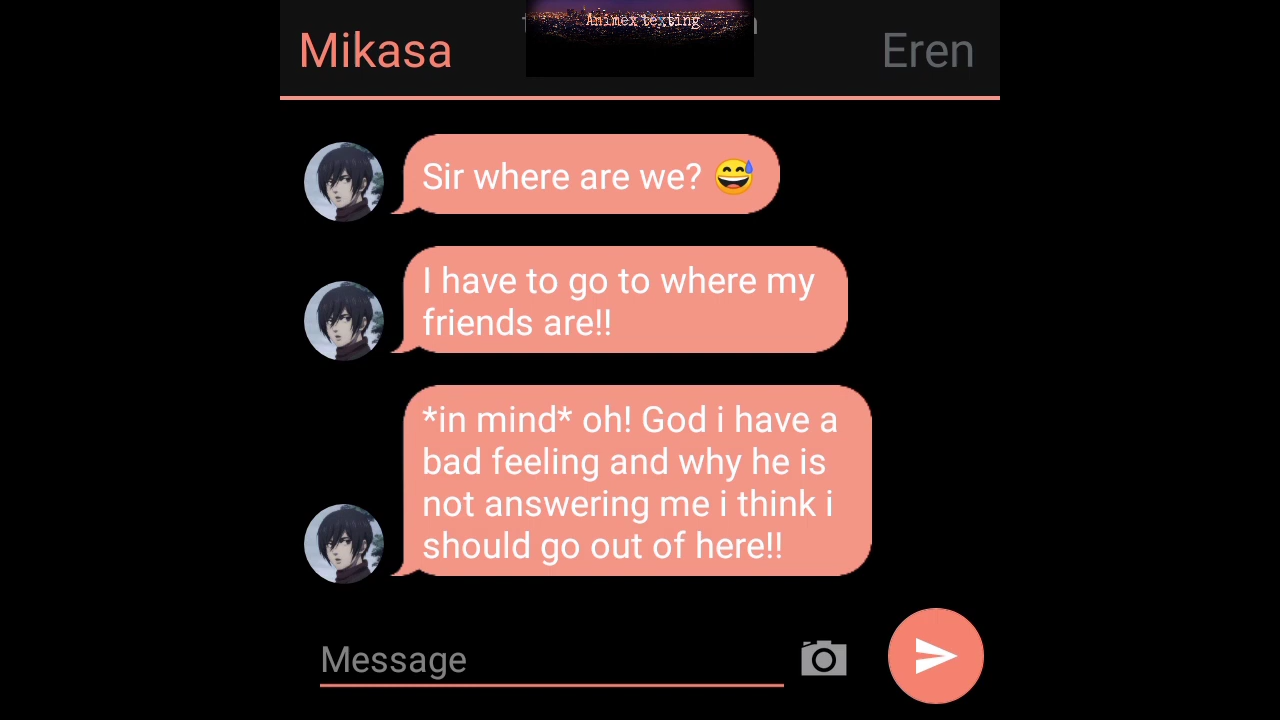 Animex texting
Mikasa
Eren
Sir where are we? 😅
I have to go to where my
friends are!!
*in mind* oh! God i have a
bad feeling and why he is
not answering me i think i
should go out of here!!
Message